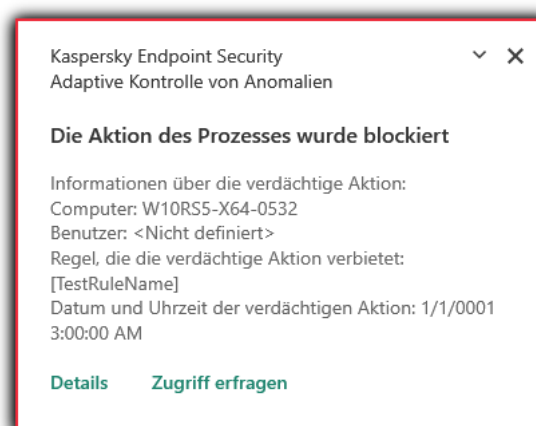 Kaspersky Endpoint Security
Adaptive Kontrolle von Anomalien
Die Aktion des Prozesses wurde blockiert
Informationen über die verdächtige Aktion:
Computer: W10RS5-X64-0532
Benutzer: <Nicht definiert>
Regel, die die verdächtige Aktion verbietet:
[TestRuleName]
Datum und Uhrzeit der verdächtigen Aktion: 1/1/0001
3:00:00 AM
Details Zugriff erfragen